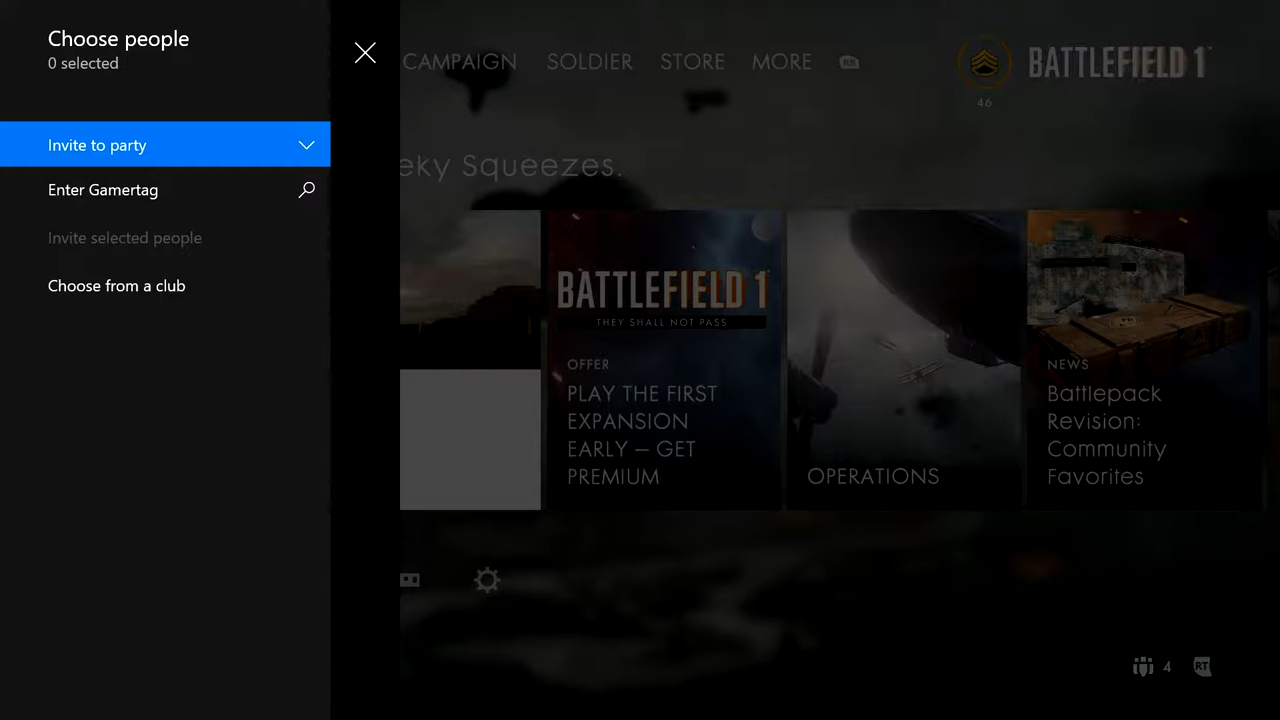 Choose people
0 selected
Invite to party
Enter Gamertag
Invite selected people
Choose from a club
CAMPAIGN SOLDIER STORE MORE RB
46
BATTLEFIELD 1
eky Squeezes.
BATTLEFIELD 1
THEY SHALL NOT PASS
OFFER
PLAY THE FIRST
EXPANSION
EARLY – GET
PREMIUM
OPERATIONS
NEWS
Battlepack
Revision:
Community
Favorites
4 RT